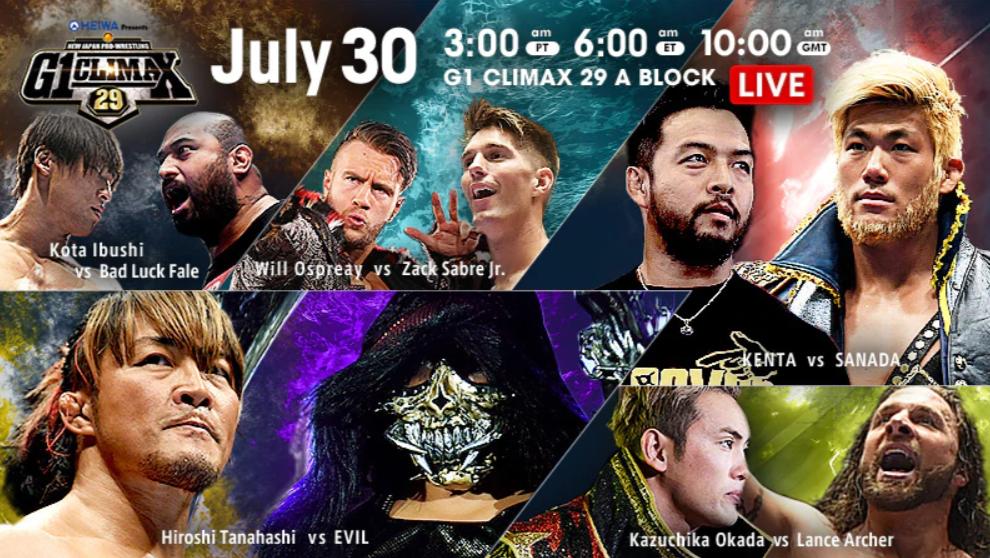 HEIWA Presents
NEW JAPAN PRO-WRESTLING
G1 CLIMAX
29
July 30
3:00 am PT 6:00 am ET 10:00 am GMT
G1 CLIMAX 29 A BLOCK
LIVE
Kota Ibushi
vs Bad Luck Fale
Will Ospreay vs Zack Sabre Jr.
KENTA vs SANADA
Hiroshi Tanahashi vs EVIL
Kazuchika Okada vs Lance Archer